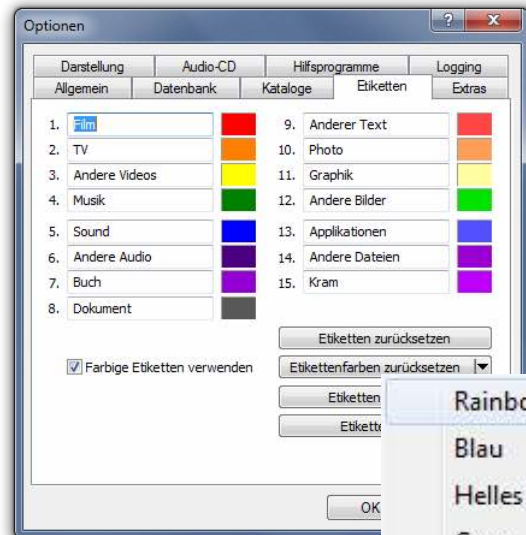 Optionen
Darstellung Audio-CD Hilfsprogramme Logging
Allgemein Datenbank Kataloge Etiketten Extras
1. Film
2. TV
3. Andere Videos
4. Musik
5. Sound
6. Andere Audio
7. Buch
8. Dokument
9. Anderer Text
10. Photo
11. Graphik
12. Andere Bilder
13. Applikationen
14. Andere Dateien
15. Kram
Etiketten zurücksetzen
Farbige Etiketten verwenden
Etikettenfarben zurücksetzen
Etiketten
OK
Blau
Helles